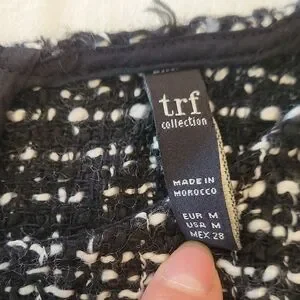 trf
collection
MADE IN
MOROCCO
EUR M
USA M
MEX 28